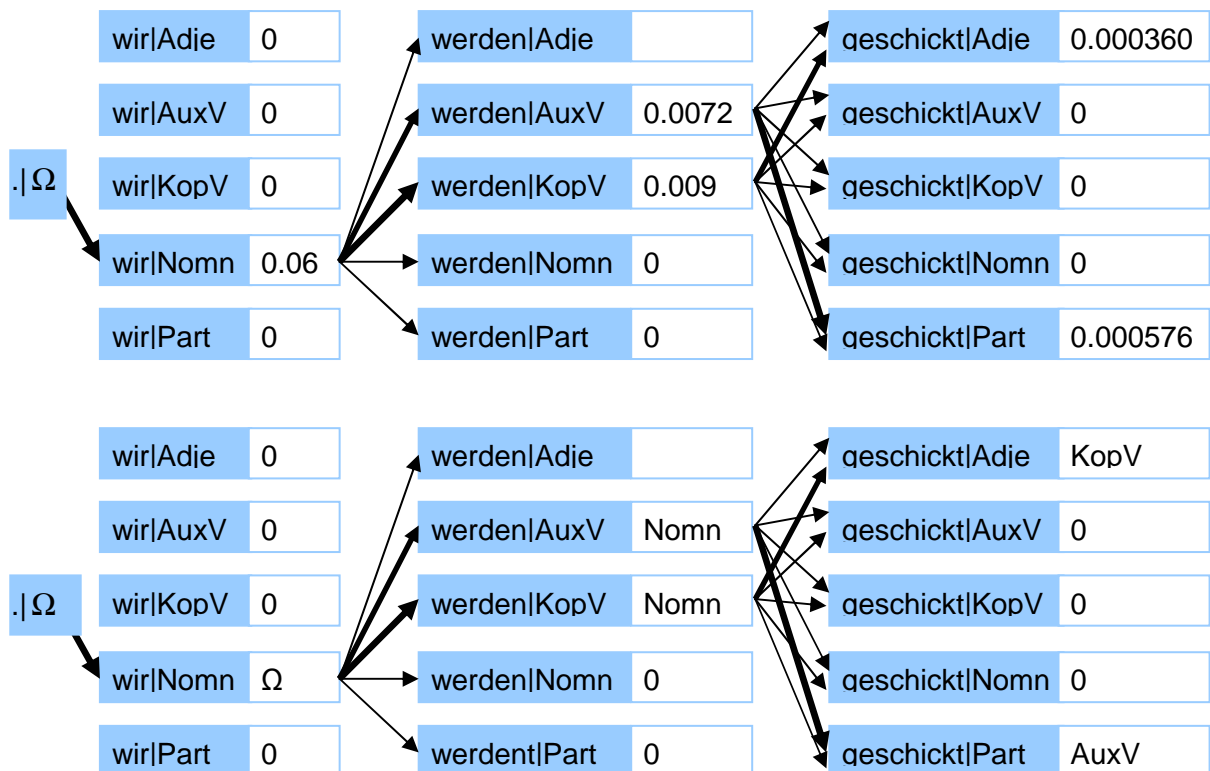 wir|Adje 0 werden|Adje geschickt|Adje 0.000360
wir|AuxV 0 werden|AuxV 0.0072 geschickt|AuxV 0
.|Ω wir|KopV 0 werden|KopV 0.009 geschickt|KopV 0
wir|Nomn 0.06 werden|Nomn 0 geschickt|Nomn 0
wir|Part 0 werden|Part 0 geschickt|Part 0.000576
wir|Adje 0 werden|Adje geschickt|Adje KopV
wir|AuxV 0 werden|AuxV Nomn geschickt|AuxV 0
.|Ω wir|KopV 0 werden|KopV Nomn geschickt|KopV 0
wir|Nomn Ω werden|Nomn 0 geschickt|Nomn 0
wir|Part 0 werdent|Part 0 geschickt|Part AuxV